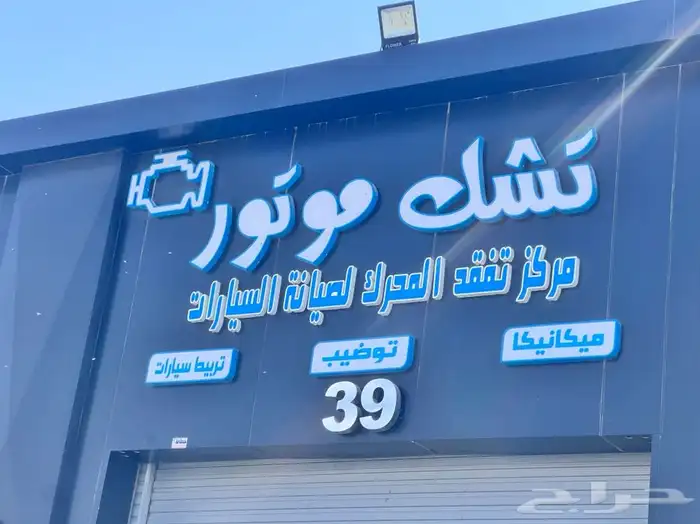 تشك موتور
مركز تفقد المحرك لصيانة السيارات
ميكانيكا
توضيب
تربيط سيارات
39
حراج